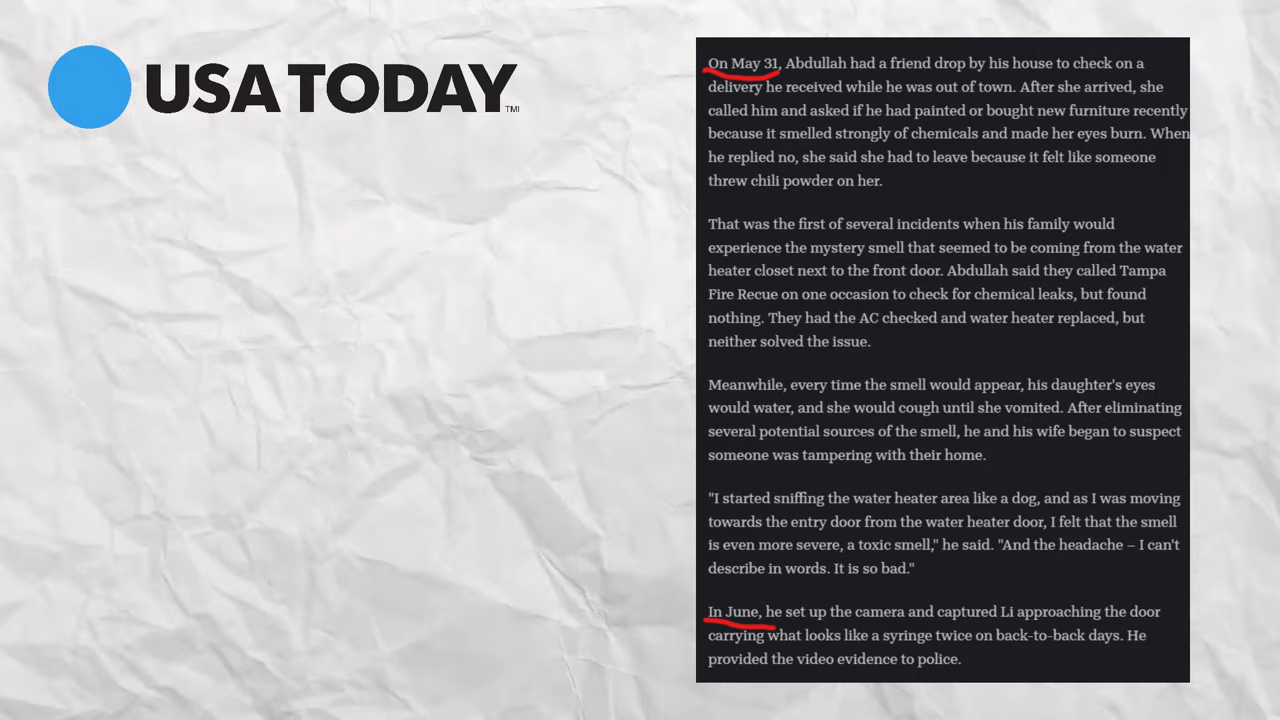 USA TODAY
TM
On May 31, Abdullah had a friend drop by his house to check on a
delivery he received while he was out of town. After she arrived, she
called him and asked if he had painted or bought new furniture recently
because it smelled strongly of chemicals and made her eyes burn. When
he replied no, she said she had to leave because it felt like someone
threw chili powder on her.
That was the first of several incidents when his family would
experience the mystery smell that seemed to be coming from the water
heater closet next to the front door. Abdullah said they called Tampa
Fire Recue on one occasion to check for chemical leaks, but found
nothing. They had the AC checked and water heater replaced, but
neither solved the issue.
Meanwhile, every time the smell would appear, his daughter's eyes
would water, and she would cough until she vomited. After eliminating
several potential sources of the smell, he and his wife began to suspect
someone was tampering with their home.
"I started sniffing the water heater area like a dog, and as I was moving
towards the entry door from the water heater door, I felt that the smell
is even more severe, a toxic smell," he said. "And the headache – I can't
describe in words. It is so bad."
In June, he set up the camera and captured Li approaching the door
carrying what looks like a syringe twice on back-to-back days. He
provided the video evidence to police.